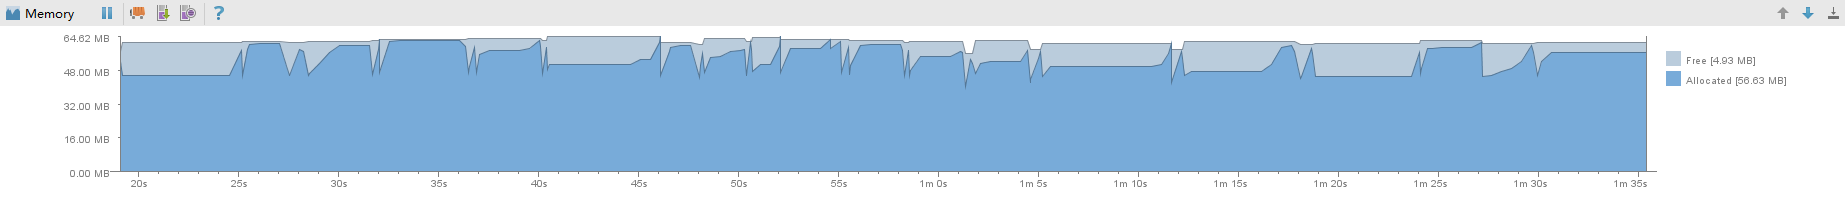 Memory ?
64.62 MB
48.00 MB
32.00 MB
16.00 MB
0.00 MB
20s 25s 30s 35s 40s 45s 50s 55s 1m 0s 1m 5s 1m 10s 1m 15s 1m 20s 1m 25s 1m 30s 1m 35s
Free [4.93 MB]
Allocated [56.63 MB]